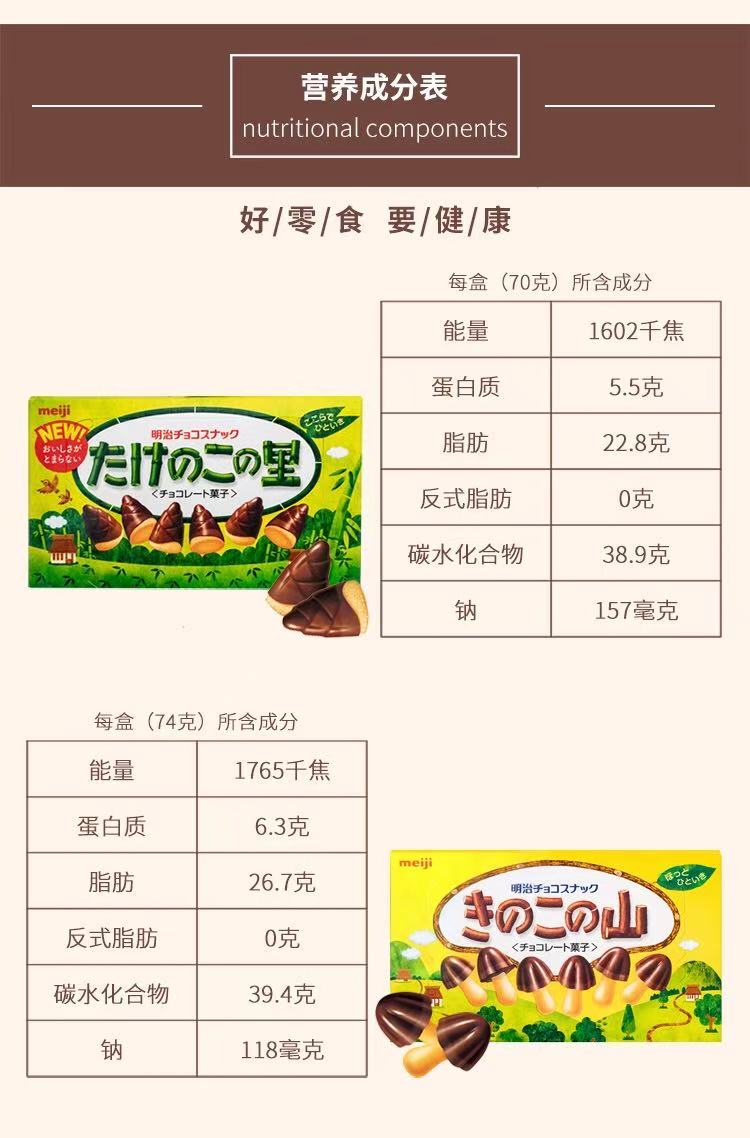 营养成分表
nutritional components
好/零/食 要/健/康
每盒（70克）所含成分
能量 1602千焦
蛋白质 5.5克
脂肪 22.8克
反式脂肪 0克
碳水化合物 38.9克
钠 157毫克
meiji
NEW!
おいしさが
とまらない
ここらで
ひといき
明治チョコスナック
たけのこの里
<チョコレート菓子>
每盒（74克）所含成分
能量 1765千焦
蛋白质 6.3克
脂肪 26.7克
反式脂肪 0克
碳水化合物 39.4克
钠 118毫克
meiji
ほっと
ひといき
明治チョコスナック
きのこの山
<チョコレート菓子>